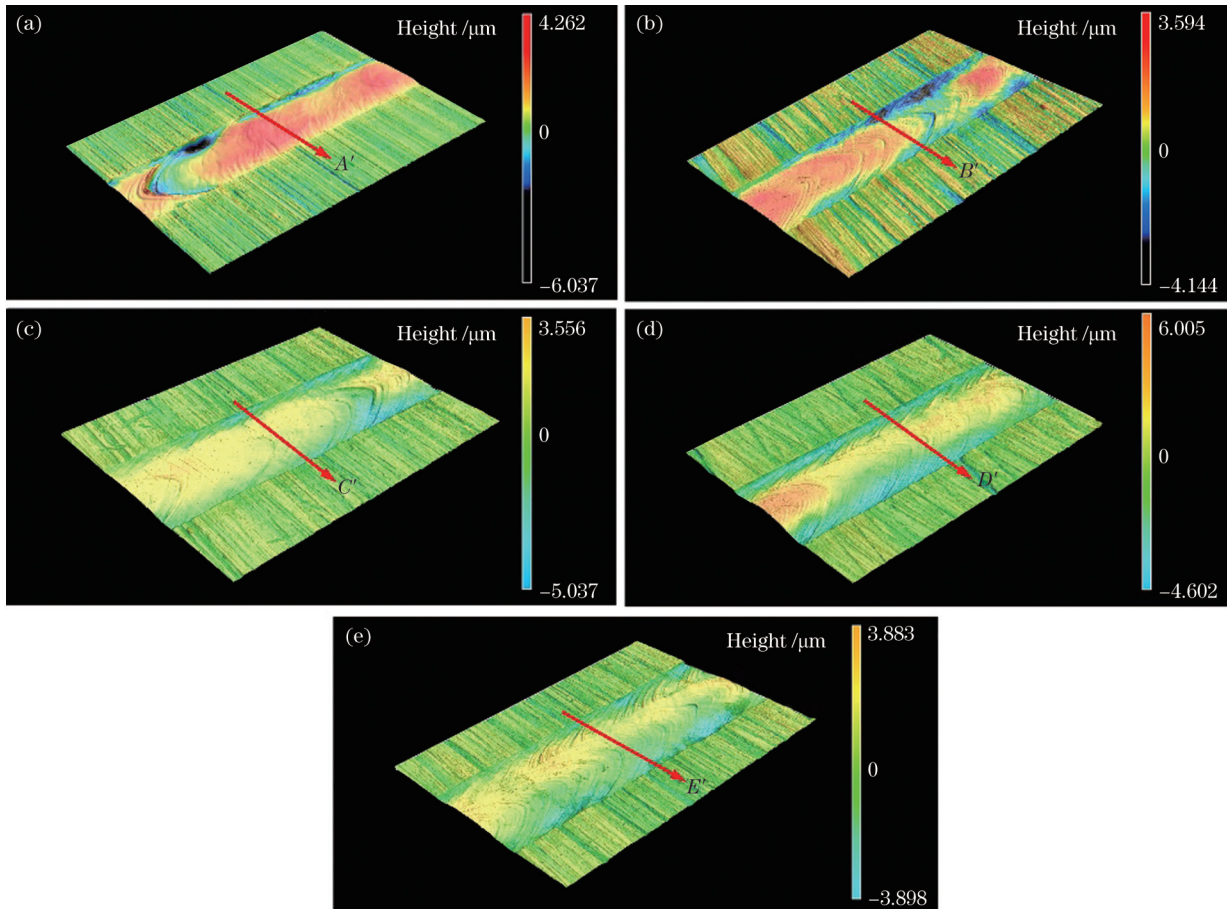 (a)
Height /μm
4.262
0
−6.037
A′
(b)
Height /μm
3.594
0
−4.144
B′
(c)
Height /μm
3.556
0
−5.037
C′
(d)
Height /μm
6.005
0
−4.602
D′
(e)
Height /μm
3.883
0
−3.898
E′